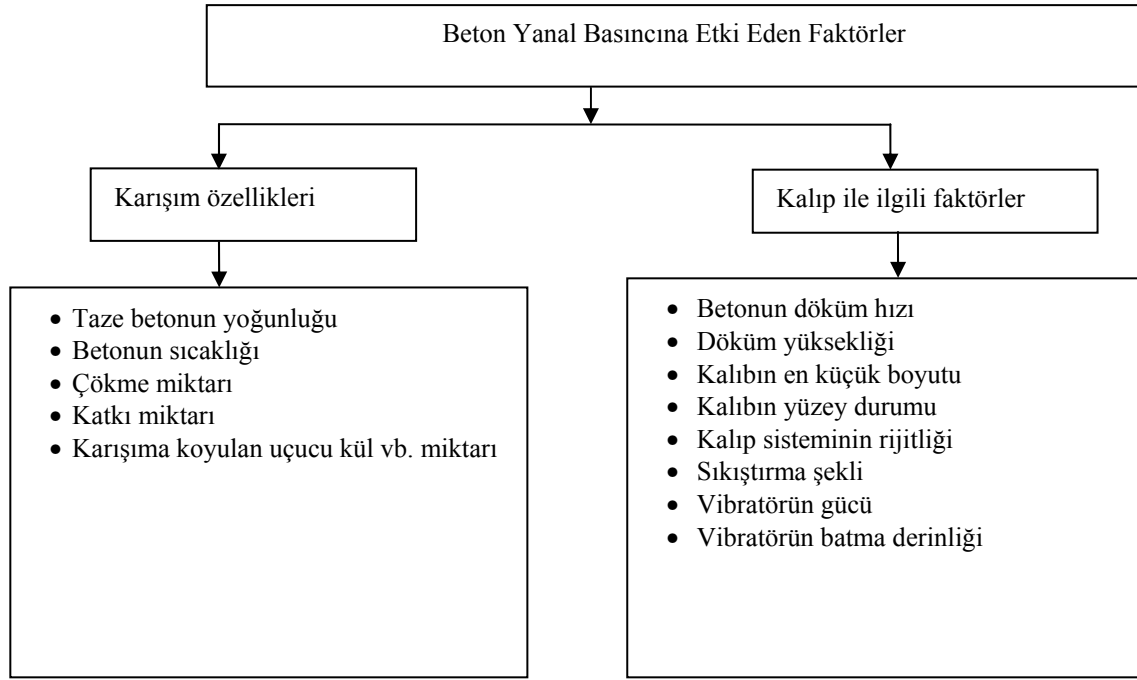 Beton Yanal Basıncına Etki Eden Faktörler
Karışım özellikleri
Kalıp ile ilgili faktörler
• Taze betonun yoğunluğu
• Betonun sıcaklığı
• Çökme miktarı
• Katkı miktarı
• Karışıma koyulan uçucu kül vb. miktarı
• Betonun döküm hızı
• Döküm yüksekliği
• Kalıbın en küçük boyutu
• Kalıbın yüzey durumu
• Kalıp sisteminin rijitliği
• Sıkıştırma şekli
• Vibratörün gücü
• Vibratörün batma derinliği